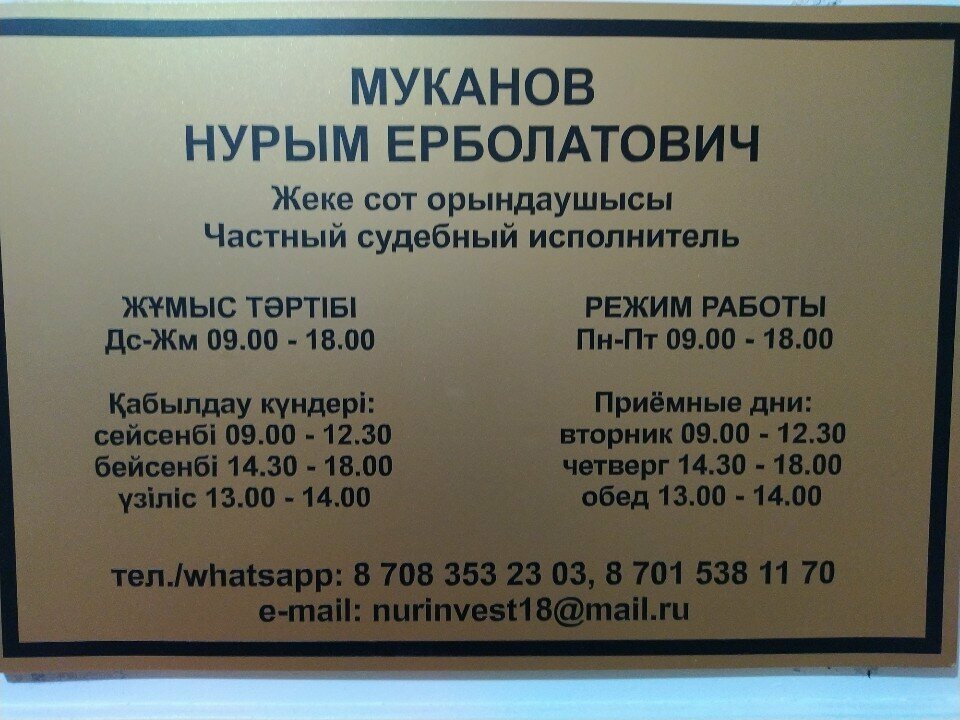 МУКАНОВ
НУРЫМ ЕРБОЛАТОВИЧ
Жеке сот орындаушысы
Частный судебный исполнитель
ЖҰМЫС ТӘРТІБІ
Дс-Жм 09.00 - 18.00
Қабылдау күндері:
сейсенбі 09.00 - 12.30
бейсенбі 14.30 - 18.00
үзіліс 13.00 - 14.00
РЕЖИМ РАБОТЫ
Пн-Пт 09.00 - 18.00
Приёмные дни:
вторник 09.00 - 12.30
четверг 14.30 - 18.00
обед 13.00 - 14.00
тел./whatsapp: 8 708 353 23 03, 8 701 538 11 70
e-mail: nurinvest18@mail.ru